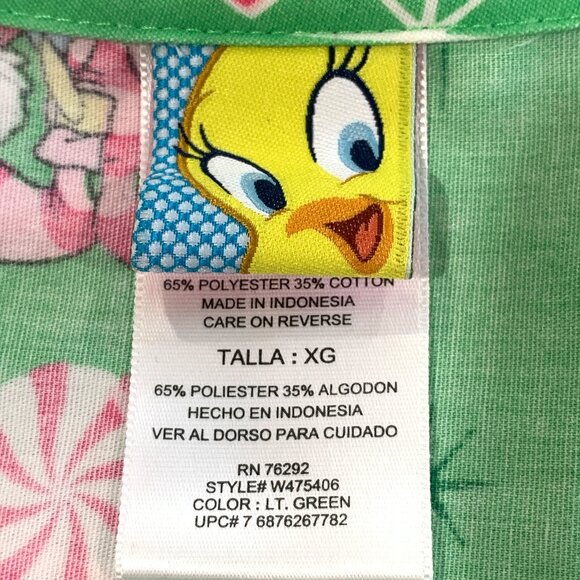 65% POLYESTER 35% COTTON
MADE IN INDONESIA
CARE ON REVERSE
TALLA : XG
65% POLIESTER 35% ALGODON
HECHO EN INDONESIA
VER AL DORSO PARA CUIDADO
RN 76292
STYLE# W475406
COLOR : LT. GREEN
UPC# 7 6876267782